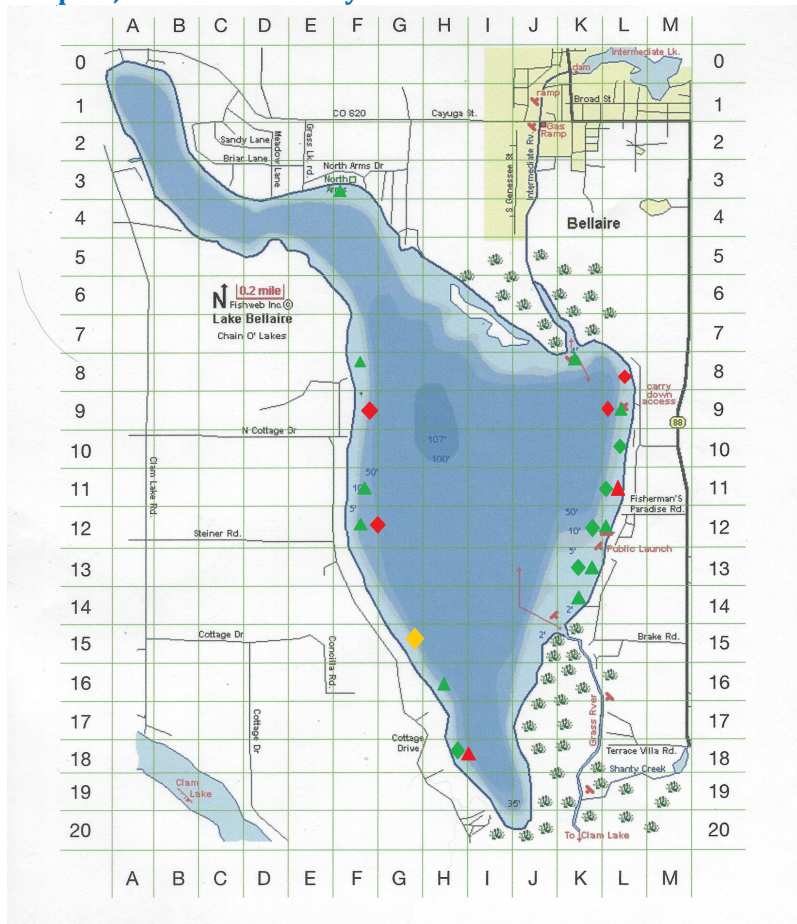 A B C D E F G H I J K L M
0 0
1 1
2 2
3 3
4 4
5 5
6 6
7 7
8 8
9 9
10 10
11 11
12 12
13 13
14 14
15 15
16 16
17 17
18 18
19 19
20 20
A B C D E F G H I J K L M
Intermediate Lk.
dam
ramp
Broad St.
CO 620
Cayuga St.
Gas
Ramp
Sandy Lane
Briar Lane
Meadow Lane
Grass Lk. rd.
North Arms Dr
North
Arms
S Genessee St
Intermediate Rv.
Bellaire
N
0.2 mile
Fishweb Inc.©
Lake Bellaire
Chain O' Lakes
4'
carry
down
access
88
N Cottage Dr
107'
100'
50'
10'
5'
Clam Lake Rd.
Fisherman'S
Paradise Rd.
50'
10'
5'
Steiner Rd.
Public Launch
2'
2'
Cottage Dr
Brake Rd.
Cottage Dr
Cottage
Drive
Grass Rver
Terrace Villa Rd.
Shanty Creek
Clam
Lake
35'
To Clam Lake